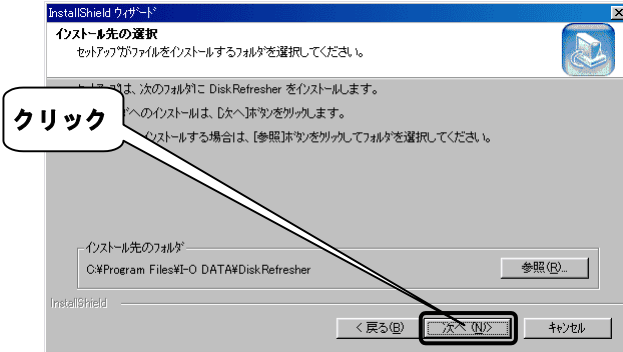 InstallShield ウィザード
インストール先の選択
セットアップがファイルをインストールするフォルダを選択してください。
は、次のフォルダに DiskRefresher をインストールします。
へのインストールは、[次へ]ボタンをクリックします。
インストールする場合は、[参照]ボタンをクリックしてフォルダを選択してください。
クリック
インストール先のフォルダ
C:¥Program Files¥I-O DATA¥DiskRefresher
参照(R)...
InstallShield
< 戻る(B)
次へ (N)>
キャンセル